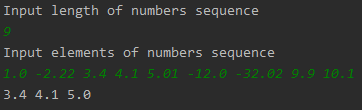 Input length of numbers sequence
9
Input elements of numbers sequence
1.0 -2.22 3.4 4.1 5.01 -12.0 -32.02 9.9 10.1
3.4 4.1 5.0